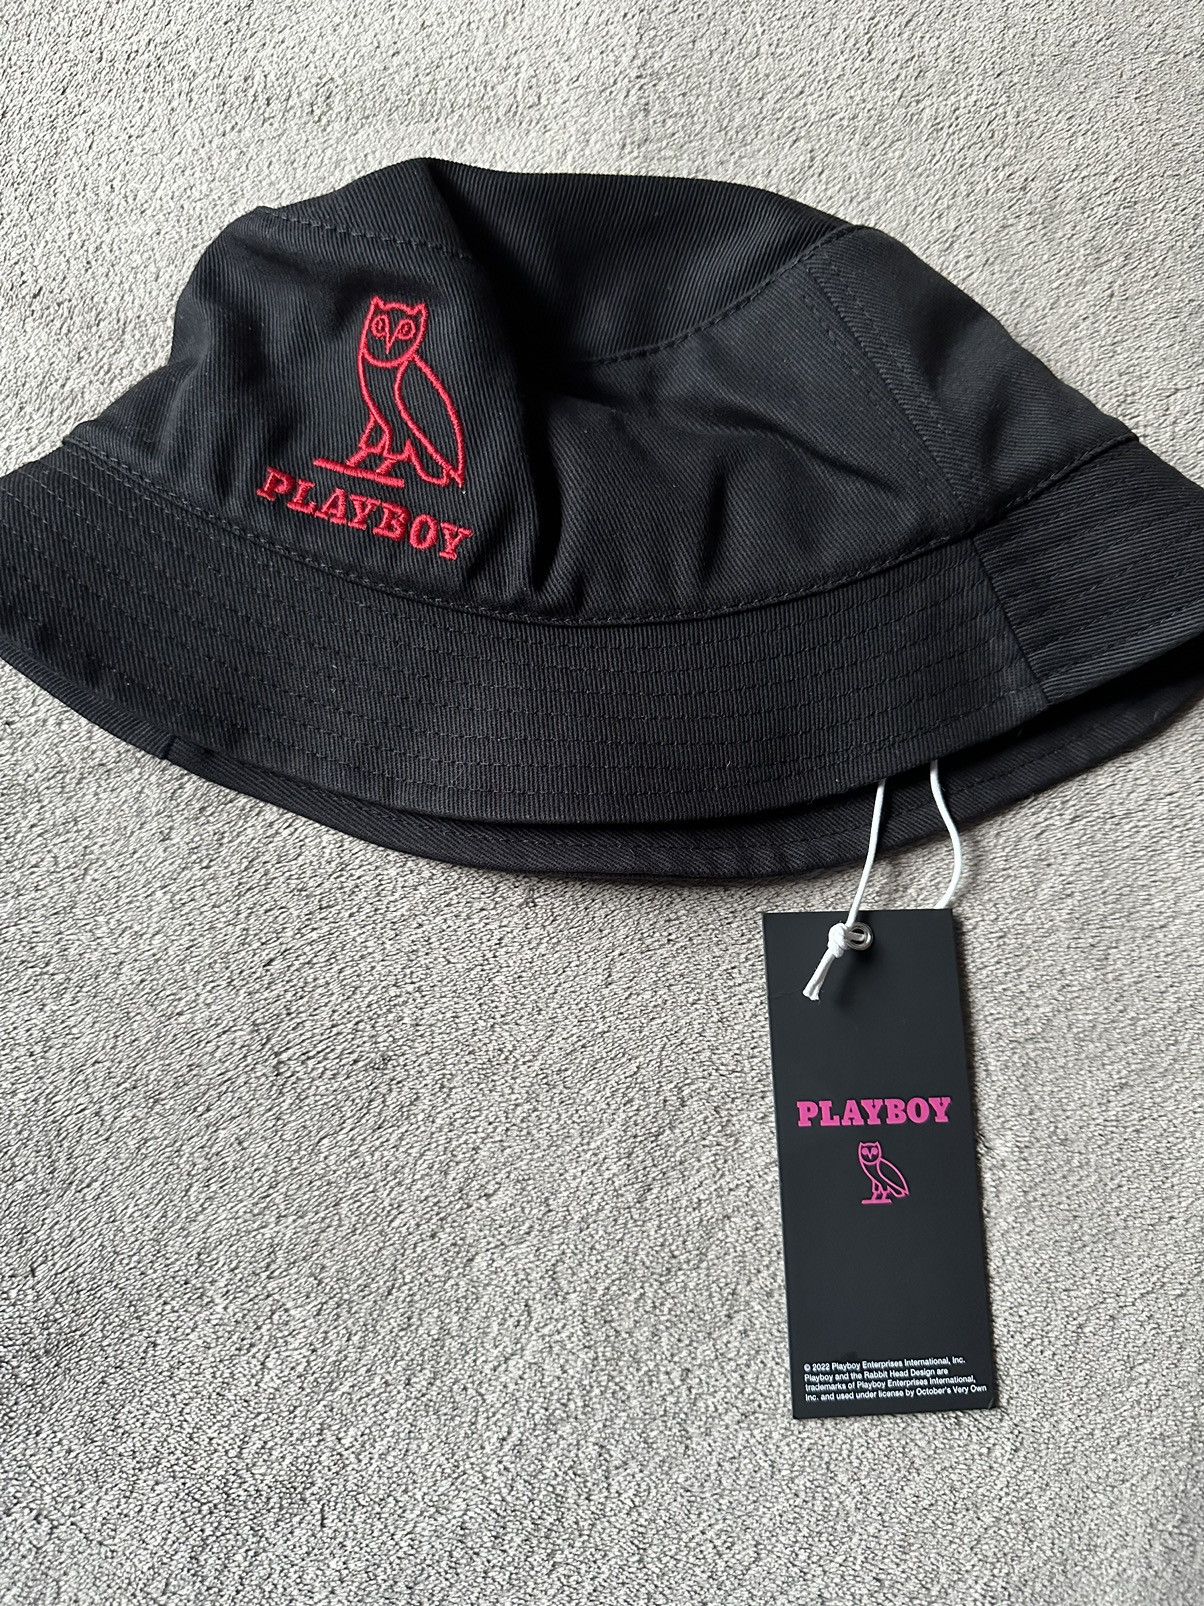 PLAYBOY
PLAYBOY
© 2022 Playboy Enterprises International, Inc.
Playboy and the Rabbit Head Design are
trademarks of Playboy Enterprises International,
Inc. and used under license by October's Very Own